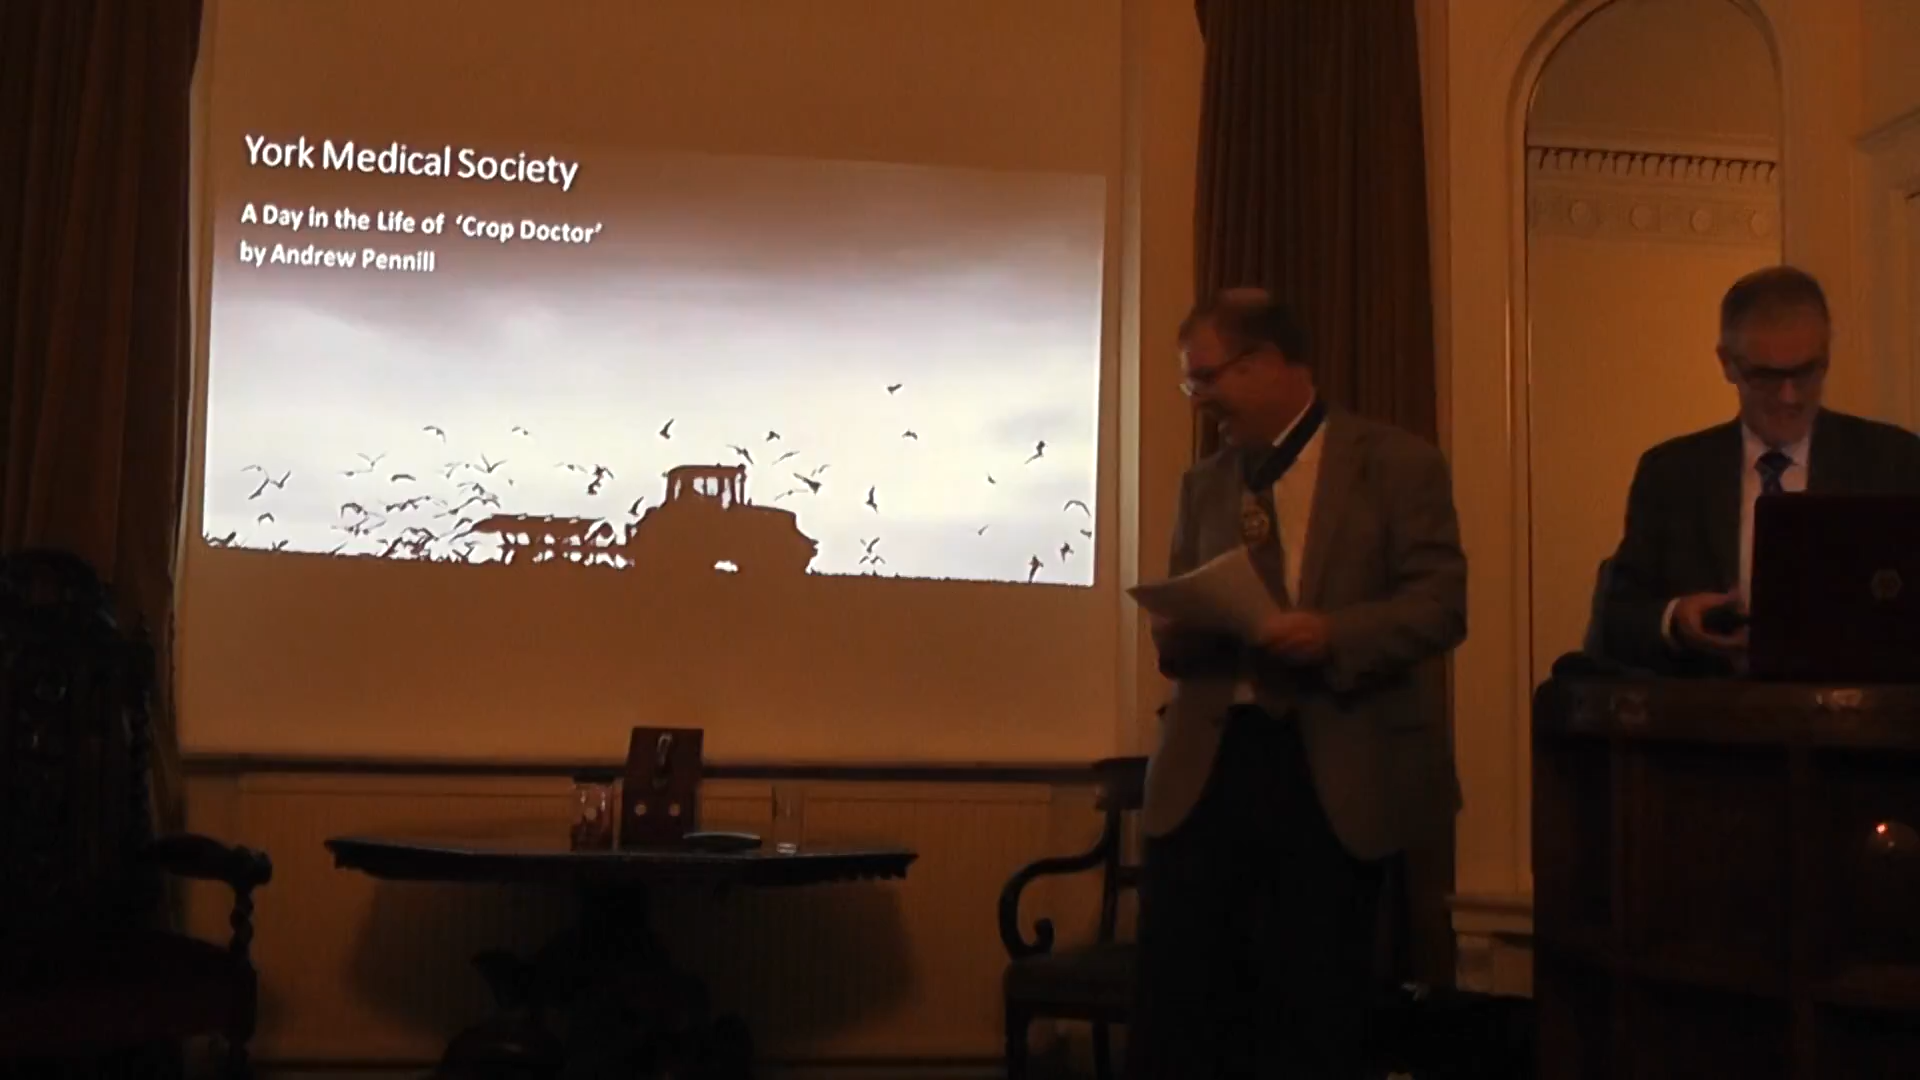 York Medical Society
A Day in the Life of 'Crop Doctor'
by Andrew Pennill